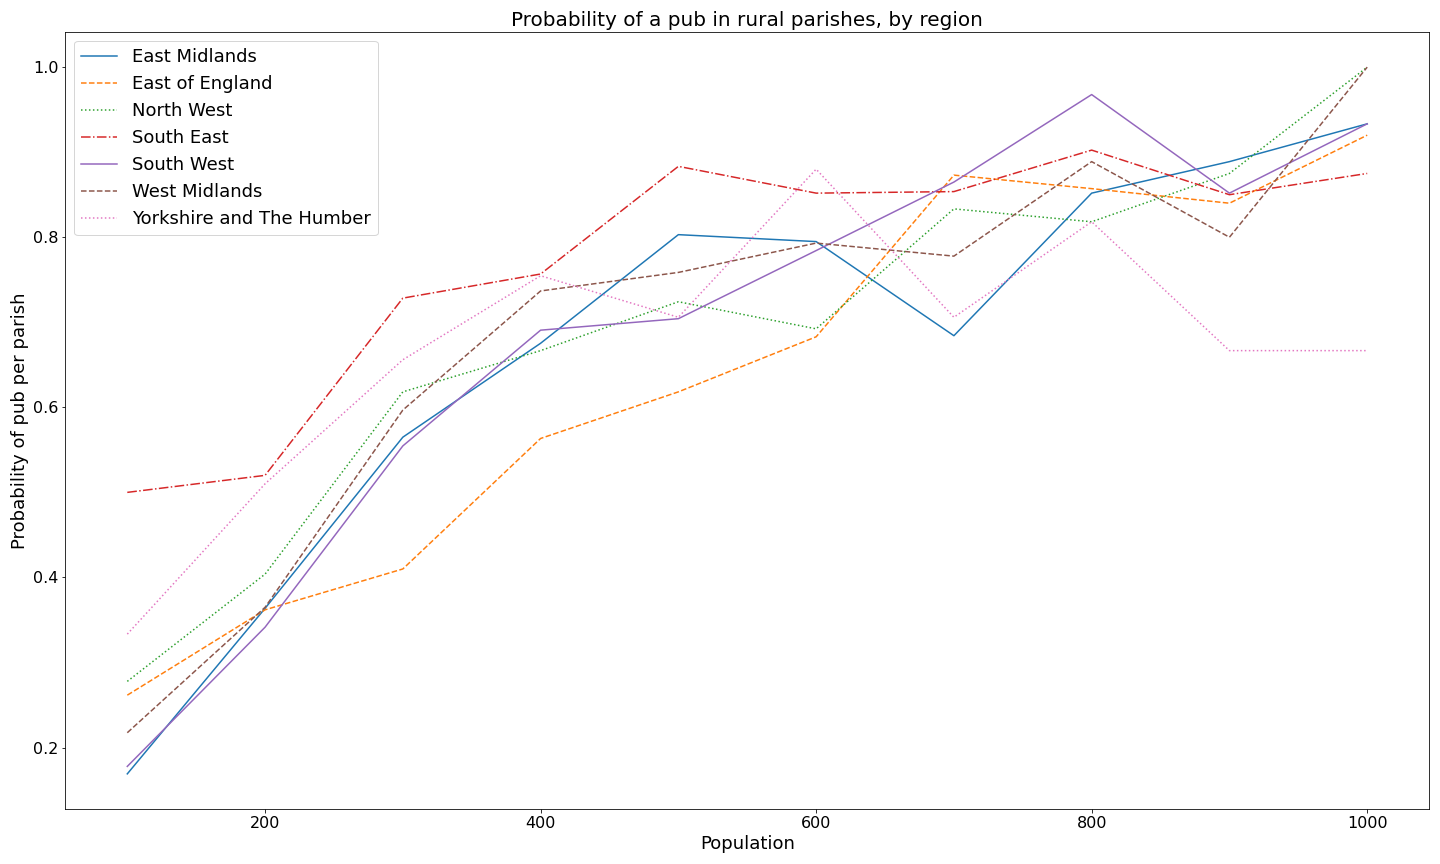 Probability of a pub in rural parishes, by region
East Midlands
East of England
North West
South East
South West
West Midlands
Yorkshire and The Humber
Probability of pub per parish
1.0
0.8
0.6
0.4
0.2
200 400 600 800 1000
Population